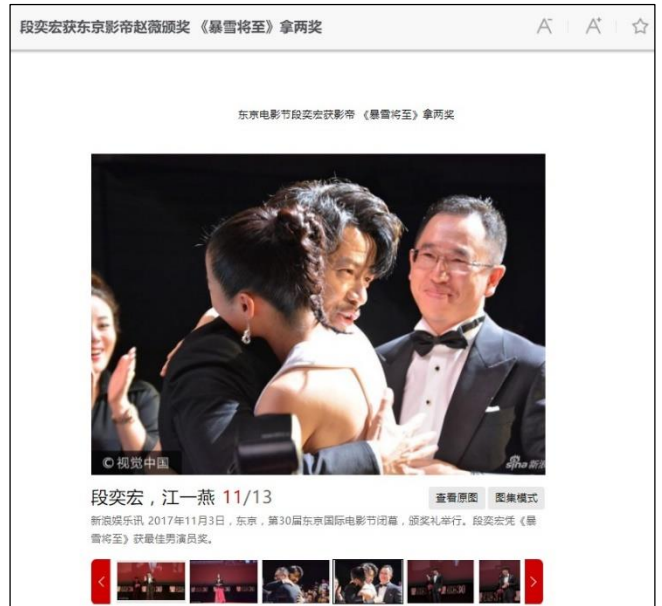 段奕宏获东京影帝赵薇颁奖 《暴雪将至》拿两奖
A- A+
东京电影节段奕宏获影帝 《暴雪将至》拿两奖
©视觉中国
sina 新浪
段奕宏，江一燕 11/13
查看原图 图集模式
新浪娱乐讯 2017年11月3日，东京，第30届东京国际电影节闭幕，颁奖礼举行。段奕宏凭《暴
雪将至》获最佳男演员奖。